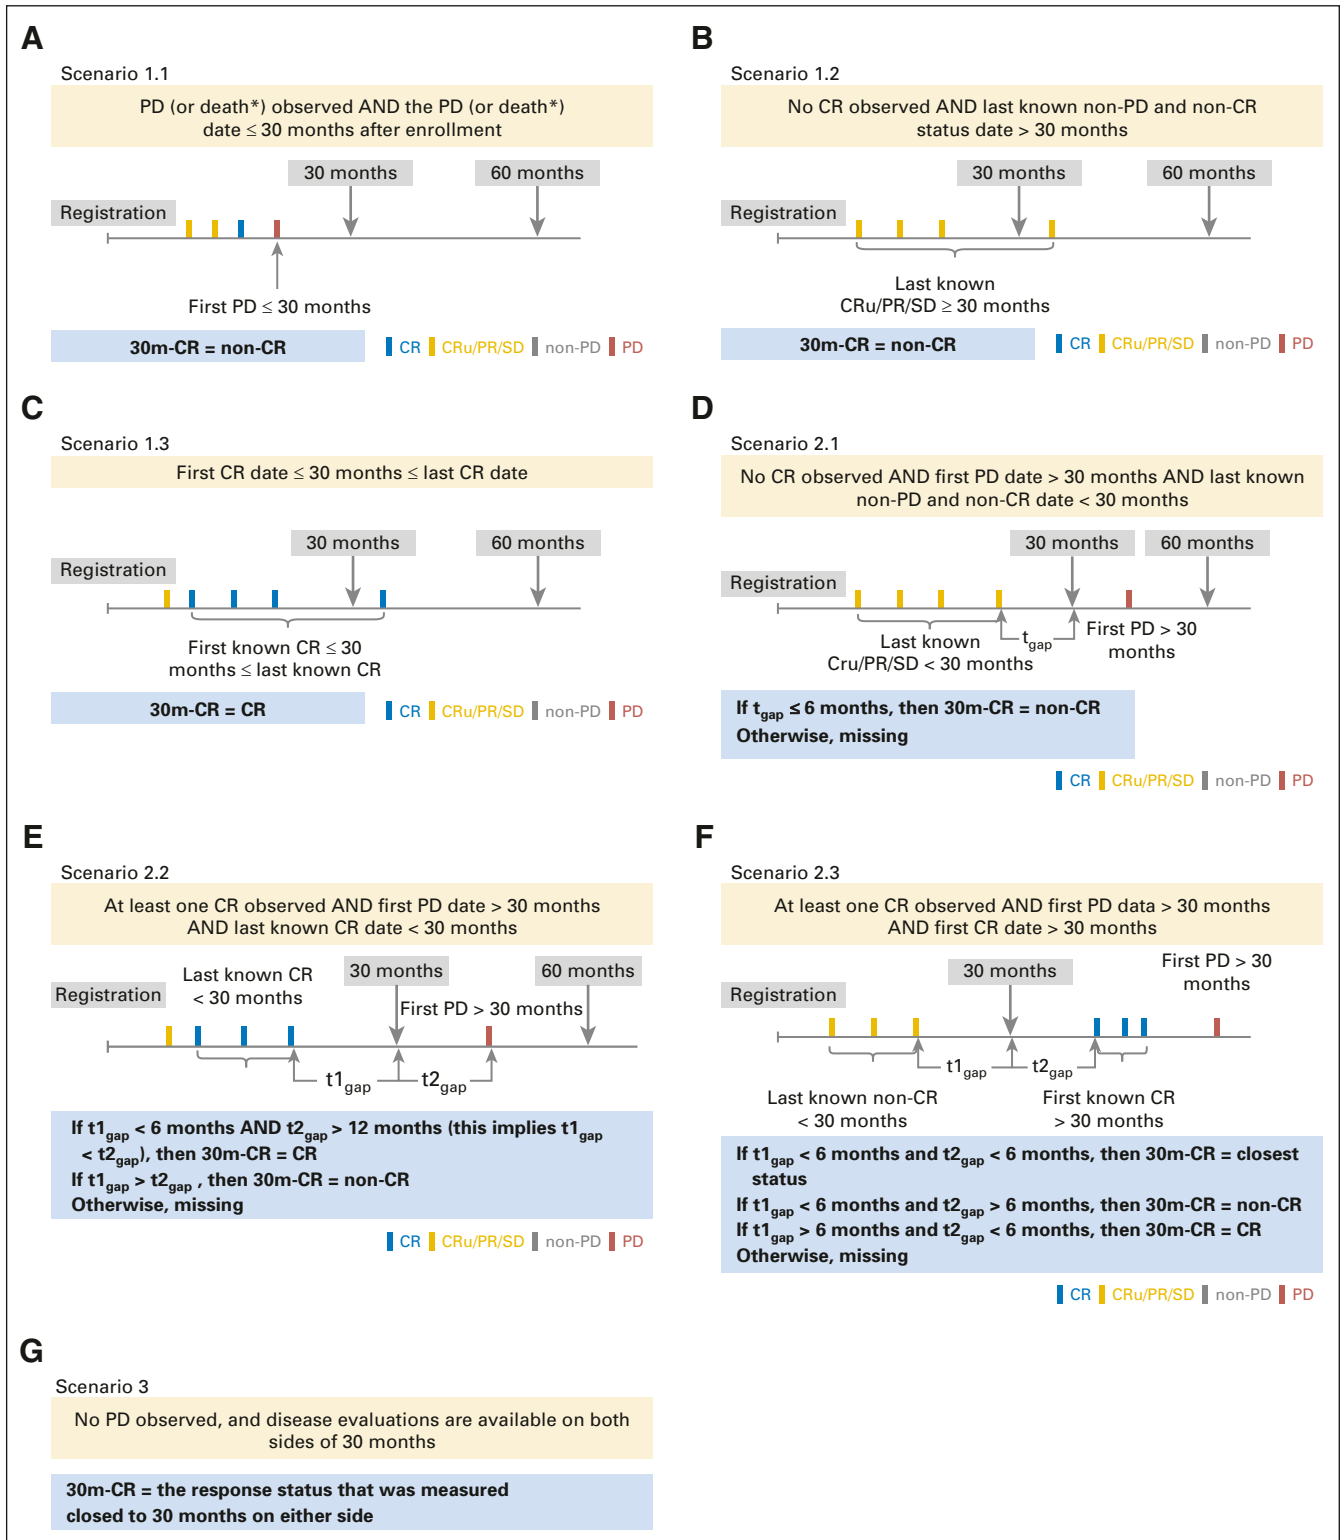 A
Scenario 1.1
PD (or death*) observed AND the PD (or death*)
date ≤ 30 months after enrollment
30 months
60 months
Registration
First PD ≤ 30 months
30m-CR = non-CR
CR CRu/PR/SD non-PD PD
B
Scenario 1.2
No CR observed AND last known non-PD and non-CR
status date > 30 months
30 months
60 months
Registration
Last known
CRu/PR/SD ≥ 30 months
30m-CR = non-CR
CR CRu/PR/SD non-PD PD
C
Scenario 1.3
First CR date ≤ 30 months ≤ last CR date
30 months
60 months
Registration
First known CR ≤ 30
months ≤ last known CR
30m-CR = CR
CR CRu/PR/SD non-PD PD
D
Scenario 2.1
No CR observed AND first PD date > 30 months AND last known
non-PD and non-CR date < 30 months
30 months
60 months
Registration
Last known
Cru/PR/SD < 30 months
tgap
First PD > 30
months
If tgap ≤ 6 months, then 30m-CR = non-CR
Otherwise, missing
CR CRu/PR/SD non-PD PD
E
Scenario 2.2
At least one CR observed AND first PD date > 30 months
AND last known CR date < 30 months
Registration
Last known CR
< 30 months
30 months
60 months
First PD > 30 months
t1gap
t2gap
If t1gap < 6 months AND t2gap > 12 months (this implies t1gap
< t2gap), then 30m-CR = CR
If t1gap > t2gap , then 30m-CR = non-CR
Otherwise, missing
CR CRu/PR/SD non-PD PD
F
Scenario 2.3
At least one CR observed AND first PD data > 30 months
AND first CR date > 30 months
Registration
30 months
First PD > 30
months
t1gap
t2gap
Last known non-CR
< 30 months
First known CR
> 30 months
If t1gap < 6 months and t2gap < 6 months, then 30m-CR = closest
status
If t1gap < 6 months and t2gap > 6 months, then 30m-CR = non-CR
If t1gap > 6 months and t2gap < 6 months, then 30m-CR = CR
Otherwise, missing
CR CRu/PR/SD non-PD PD
G
Scenario 3
No PD observed, and disease evaluations are available on both
sides of 30 months
30m-CR = the response status that was measured
closed to 30 months on either side